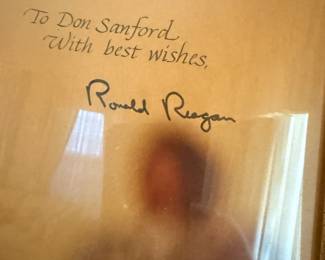 To Don Sanford
With best wishes,
Ronald Reagan